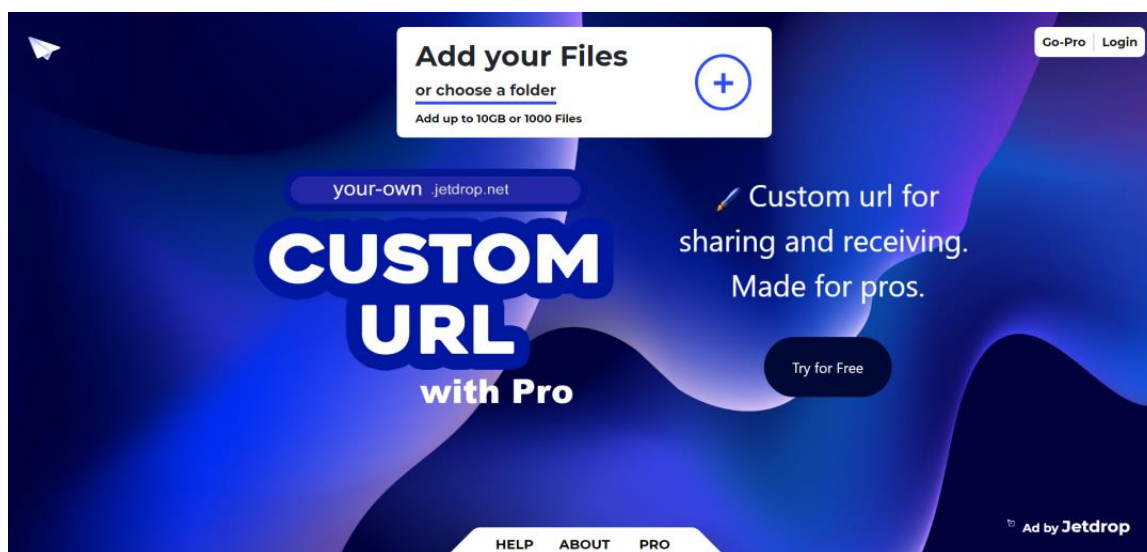 Add your Files
or choose a folder
Add up to 10GB or 1000 Files
+
Go-Pro Login
your-own .jetdrop.net
CUSTOM
URL
with Pro
Custom url for
sharing and receiving.
Made for pros.
Try for Free
Ad by Jetdrop
HELP ABOUT PRO